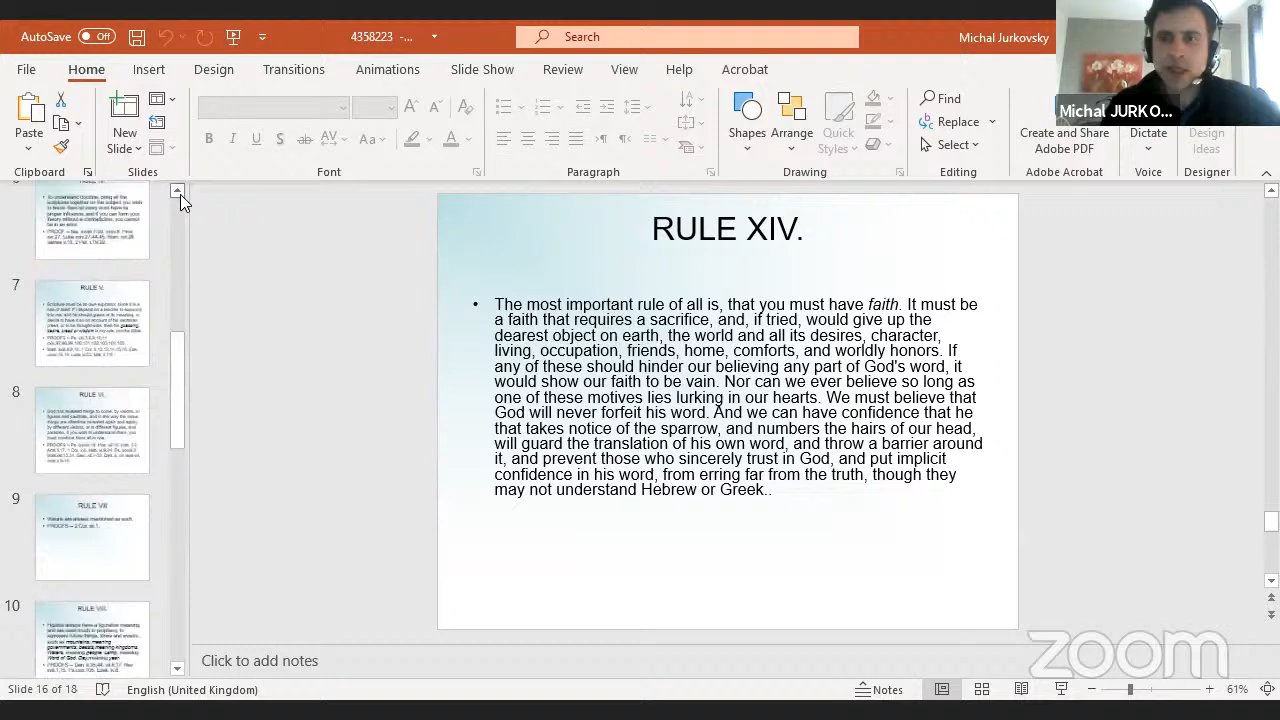 AutoSave Off 4358223 -... Search Michal Jurkovsky
File Home Insert Design Transitions Animations Slide Show Review View Help Acrobat
Michal JURKO...
Paste New Slide Shapes Arrange Quick Styles Find Replace Select Create and Share Adobe PDF Dictate Design Ideas
Clipboard Slides Font Paragraph Drawing Editing Adobe Acrobat Voice Designer
7
RULE V.
8
RULE VI.
9
RULE VII
10
RULE VIII.
RULE XIV.
• The most important rule of all is, that you must have faith. It must be
a faith that requires a sacrifice, and, if tried, would give up the
dearest object on earth, the world and all its desires, character,
living, occupation, friends, home, comforts, and worldly honors. If
any of these should hinder our believing any part of God's word, it
would show our faith to be vain. Nor can we ever believe so long as
one of these motives lies lurking in our hearts. We must believe that
God will never forfeit his word. And we can have confidence that he
that takes notice of the sparrow, and numbers the hairs of our head,
will guard the translation of his own word, and throw a barrier around
it, and prevent those who sincerely trust in God, and put implicit
confidence in his word, from erring far from the truth, though they
may not understand Hebrew or Greek..
Click to add notes
zoom
Slide 16 of 18 English (United Kingdom) Notes 61%